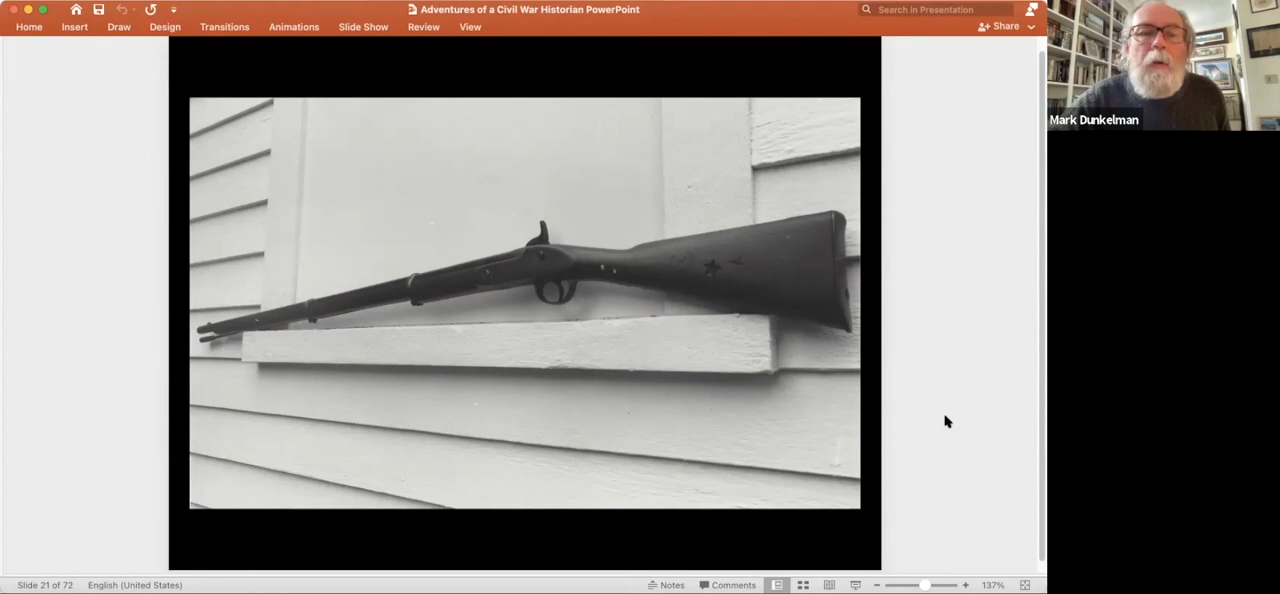 Adventures of a Civil War Historian PowerPoint
Search in Presentation
Home Insert Draw Design Transitions Animations Slide Show Review View
Share
Mark Dunkelman
Slide 21 of 72 English (United States) Notes Comments 137%